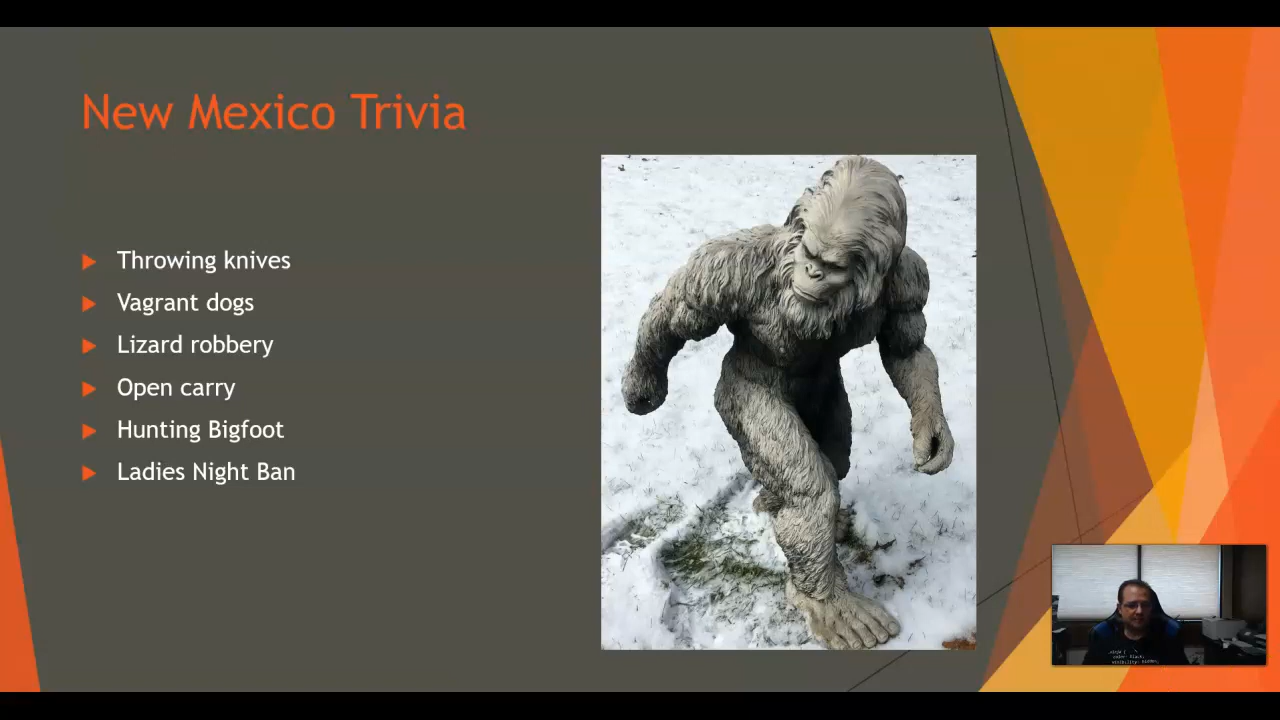 New Mexico Trivia
Throwing knives
Vagrant dogs
Lizard robbery
Open carry
Hunting Bigfoot
Ladies Night Ban